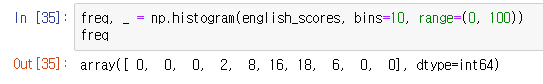 In [35]: freq, _ = np.histogram(english_scores, bins=10, range=(0, 100))
freq
Out[35]: array([ 0,  0,  0,  2,  8, 16, 18,  6,  0,  0], dtype=int64)